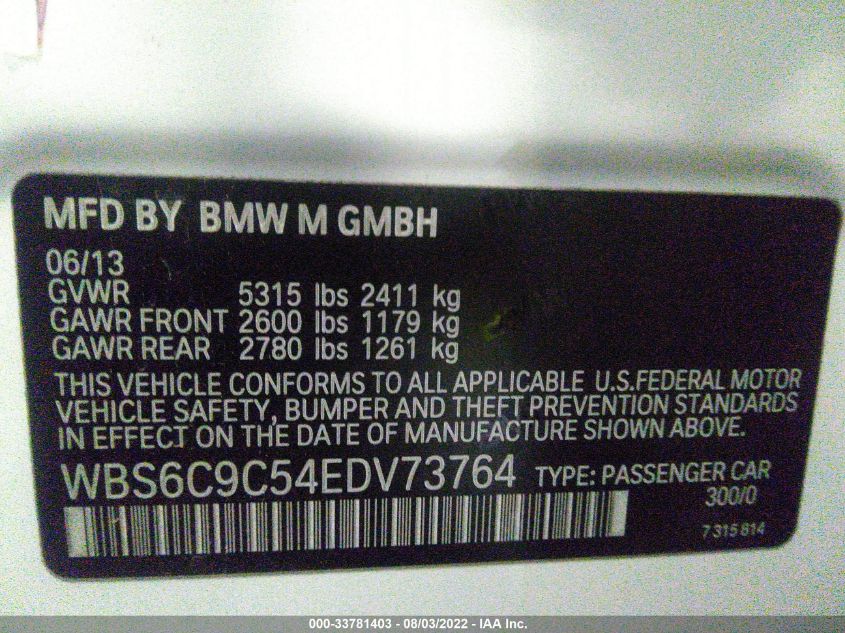 MFD BY BMW M GMBH
06/13
GVWR 5315 lbs 2411 kg
GAWR FRONT 2600 lbs 1179 kg
GAWR REAR 2780 lbs 1261 kg
THIS VEHICLE CONFORMS TO ALL APPLICABLE U.S.FEDERAL MOTOR
VEHICLE SAFETY, BUMPER AND THEFT PREVENTION STANDARDS
IN EFFECT ON THE DATE OF MANUFACTURE SHOWN ABOVE.
WBS6C9C54EDV73764 TYPE: PASSENGER CAR
300/0
7315814
000-33781403 - 08/03/2022 - IAA Inc.